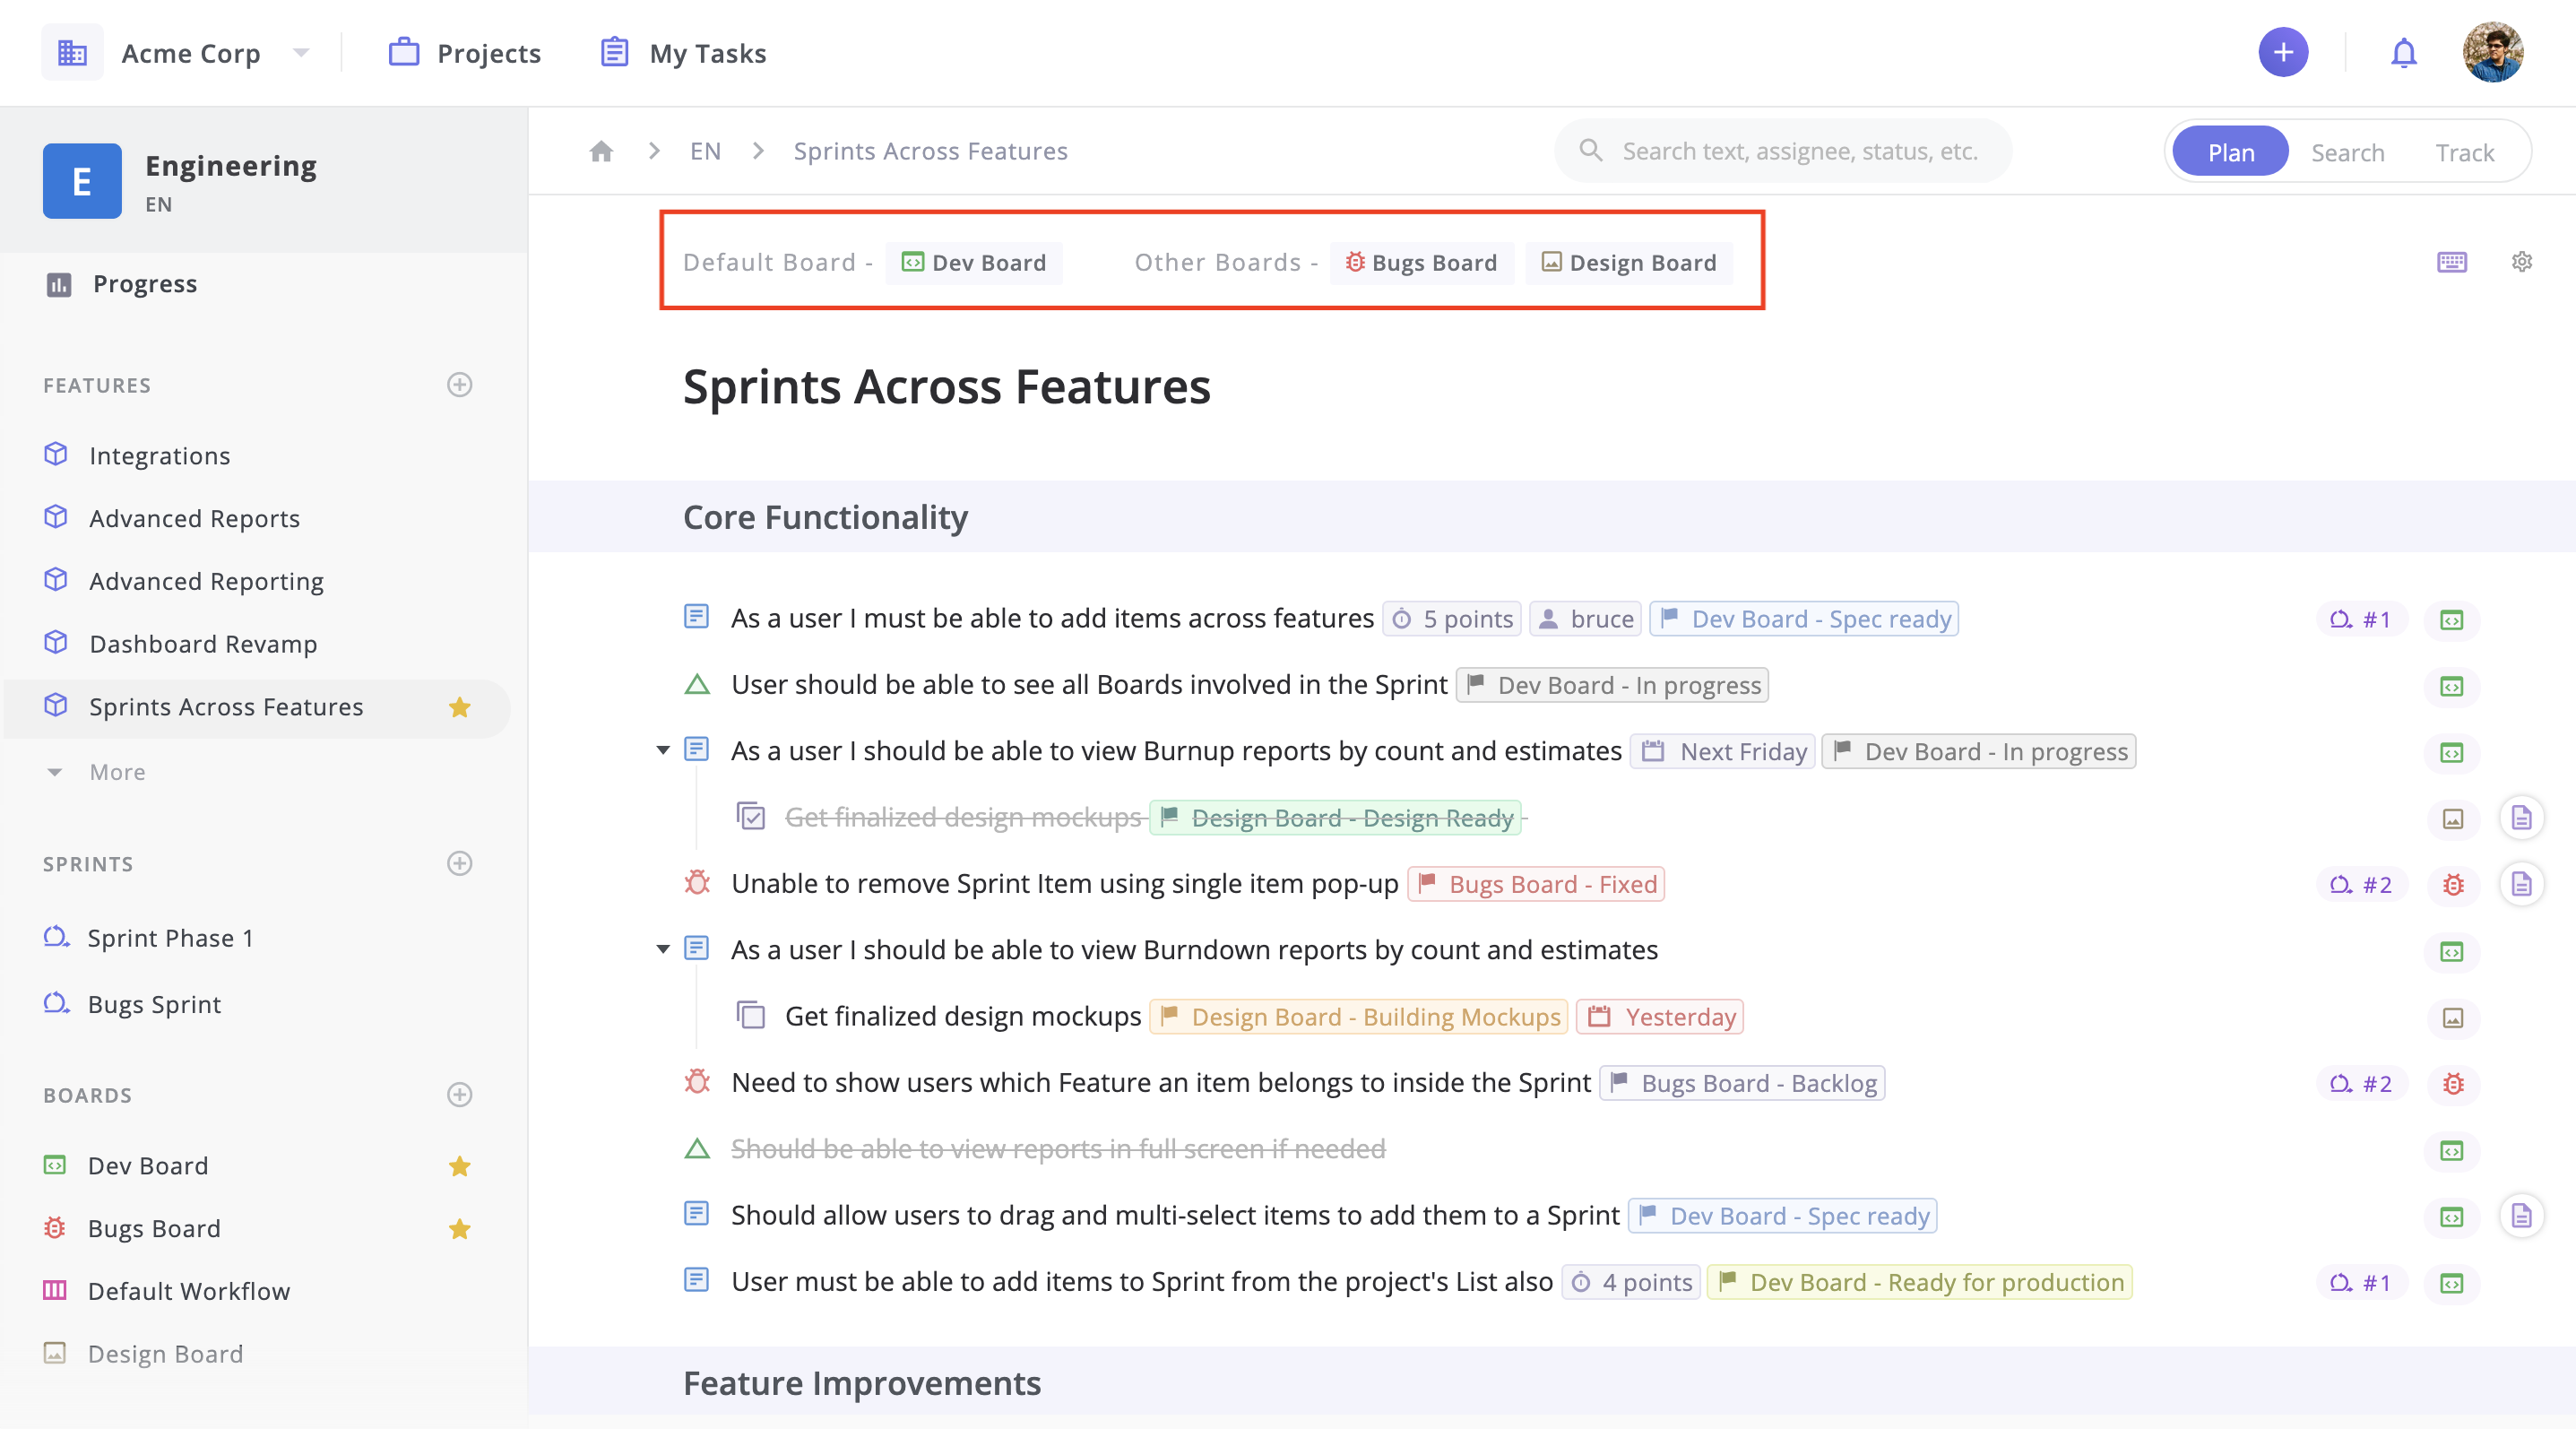 Acme Corp Projects My Tasks
E Engineering
EN
EN Sprints Across Features Search text, assignee, status, etc. Plan Search Track
Progress
FEATURES
Integrations
Advanced Reports
Advanced Reporting
Dashboard Revamp
Sprints Across Features
More
SPRINTS
Sprint Phase 1
Bugs Sprint
BOARDS
Dev Board
Bugs Board
Default Workflow
Design Board
Default Board - Dev Board Other Boards - Bugs Board Design Board
Sprints Across Features
Core Functionality
As a user I must be able to add items across features 5 points bruce Dev Board - Spec ready #1
User should be able to see all Boards involved in the Sprint Dev Board - In progress
As a user I should be able to view Burnup reports by count and estimates Next Friday Dev Board - In progress
Get finalized design mockups Design Board - Design Ready
Unable to remove Sprint Item using single item pop-up Bugs Board - Fixed #2
As a user I should be able to view Burndown reports by count and estimates
Get finalized design mockups Design Board - Building Mockups Yesterday
Need to show users which Feature an item belongs to inside the Sprint Bugs Board - Backlog #2
Should be able to view reports in full screen if needed
Should allow users to drag and multi-select items to add them to a Sprint Dev Board - Spec ready
User must be able to add items to Sprint from the project's List also 4 points Dev Board - Ready for production #1
Feature Improvements